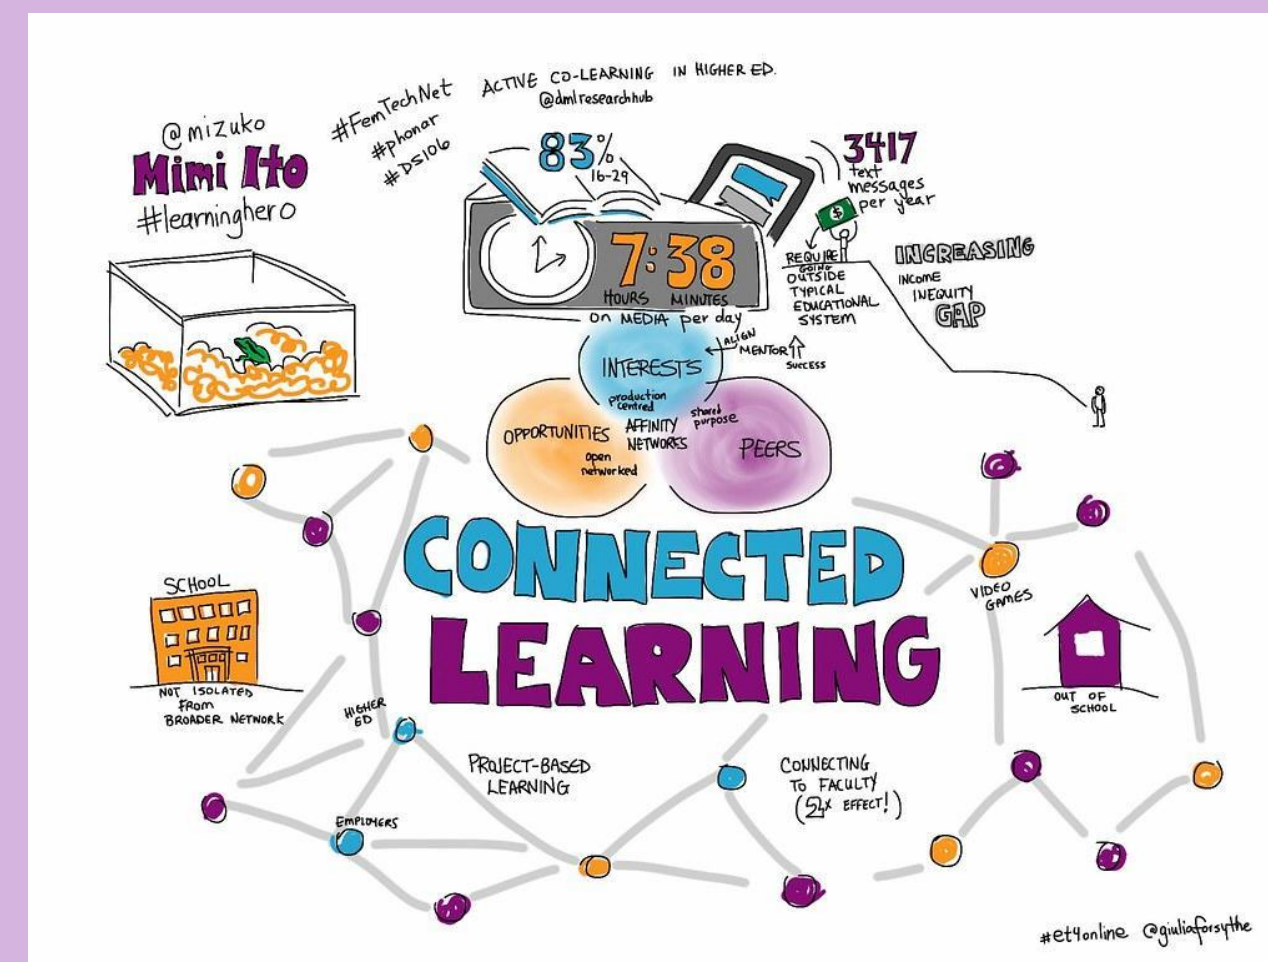 @mizuko
Mimi Ito
#learninghero
#FemTechNet
#phonar
#DS106
ACTIVE CO-LEARNING IN HIGHER ED.
@dmlresearchhub
83%
16-29
7:38
HOURS MINUTES
on MEDIA per day
3417
text
messages
per year
$
REQUIRE
GOING
OUTSIDE
TYPICAL
EDUCATIONAL
SYSTEM
INCREASING
INCOME
INEQUITY
GAP
ALIGN
MENTOR
SUCCESS
INTERESTS
production
centred
shared
purpose
OPPORTUNITIES
AFFINITY
NETWORKS
open
networked
PEERS
CONNECTED
LEARNING
SCHOOL
NOT ISOLATED
FROM
BROADER NETWORK
VIDEO
GAMES
OUT OF
SCHOOL
HIGHER
ED
EMPLOYERS
PROJECT-BASED
LEARNING
CONNECTING
TO FACULTY
EFFECT!)
#et4online @giuliaforsythe